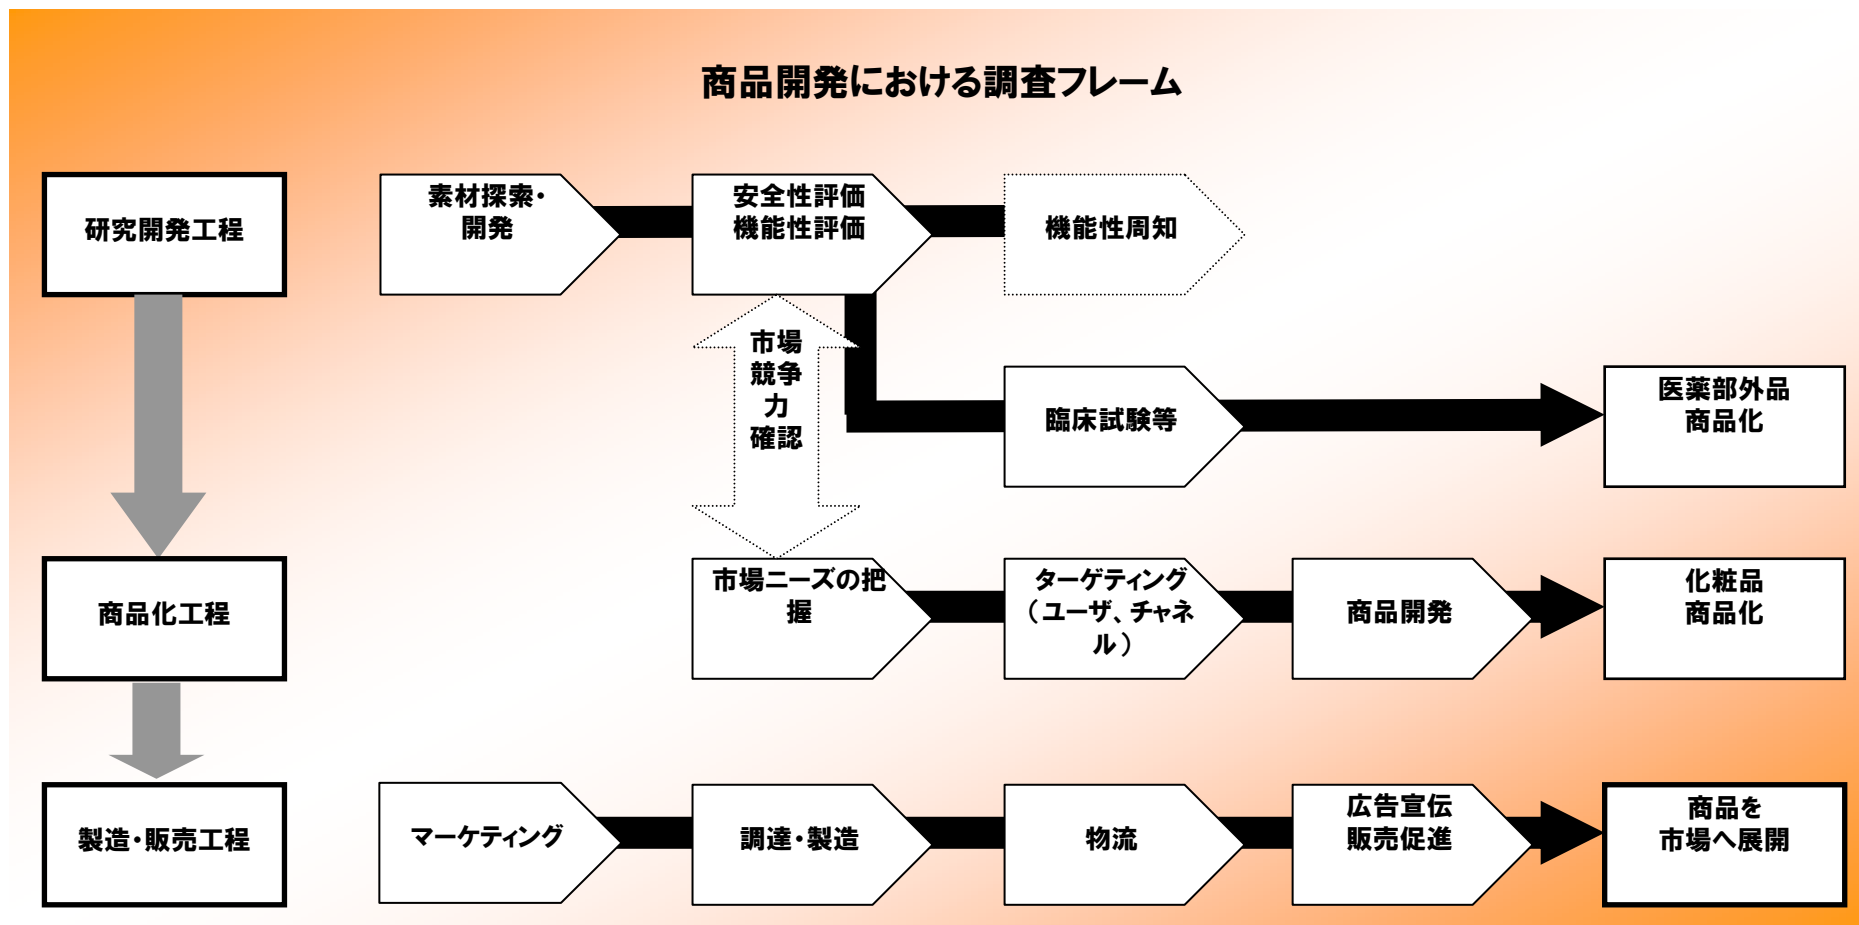 商品開発における調査フレーム
研究開発工程
素材探索・
開発
安全性評価
機能性評価
機能性周知
市場
競争
力
確認
臨床試験等
医薬部外品
商品化
商品化工程
市場ニーズの把
握
ターゲティング
（ユーザ、チャネ
ル）
商品開発
化粧品
商品化
製造・販売工程
マーケティング
調達・製造
物流
広告宣伝
販売促進
商品を
市場へ展開